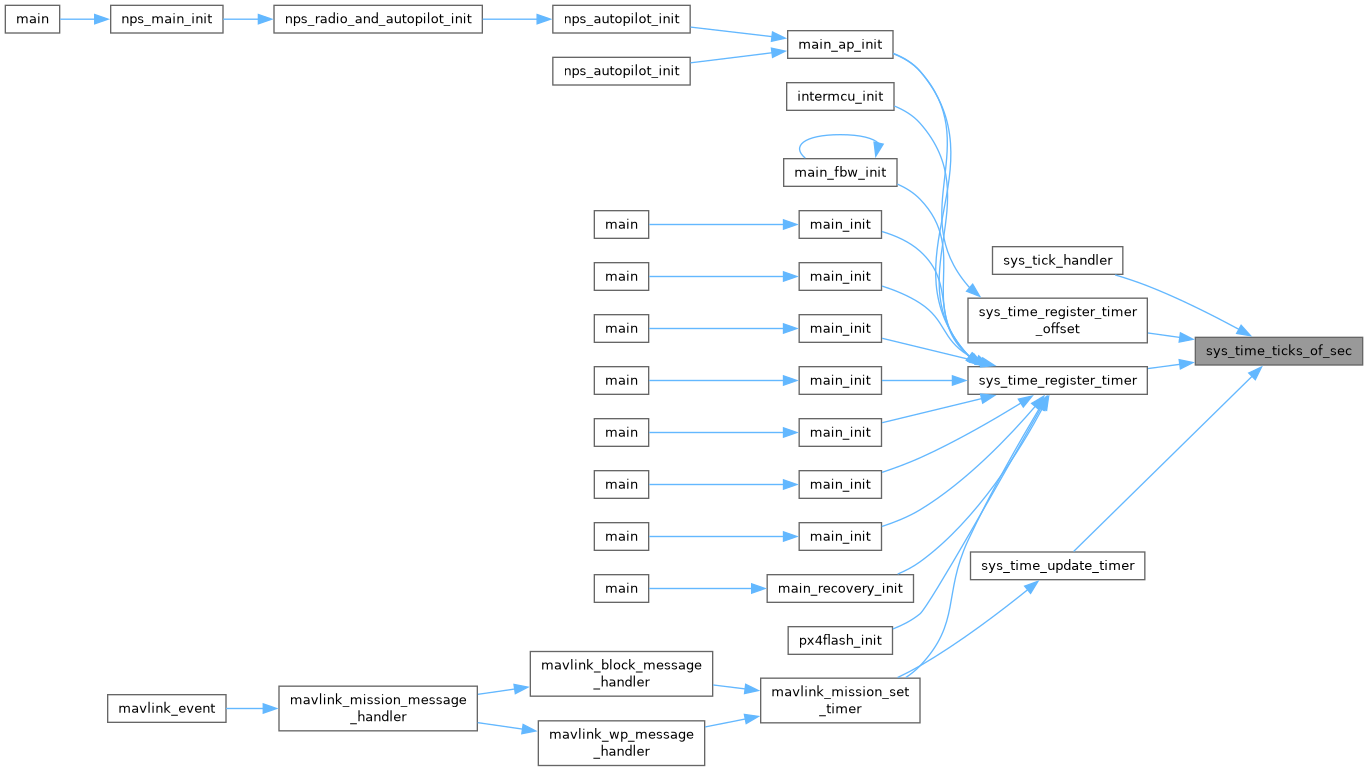 main
nps_main_init
nps_radio_and_autopilot_init
nps_autopilot_init
main_ap_init
nps_autopilot_init
intermcu_init
main_fbw_init
main
main_init
sys_tick_handler
main
main_init
sys_time_register_timer
_offset
main
main_init
sys_time_ticks_of_sec
main
main_init
sys_time_register_timer
main
main_init
main
main_init
main
main_init
sys_time_update_timer
main
main_recovery_init
px4flash_init
mavlink_block_message
_handler
mavlink_mission_set
_timer
mavlink_mission_message
_handler
mavlink_event
mavlink_wp_message
_handler